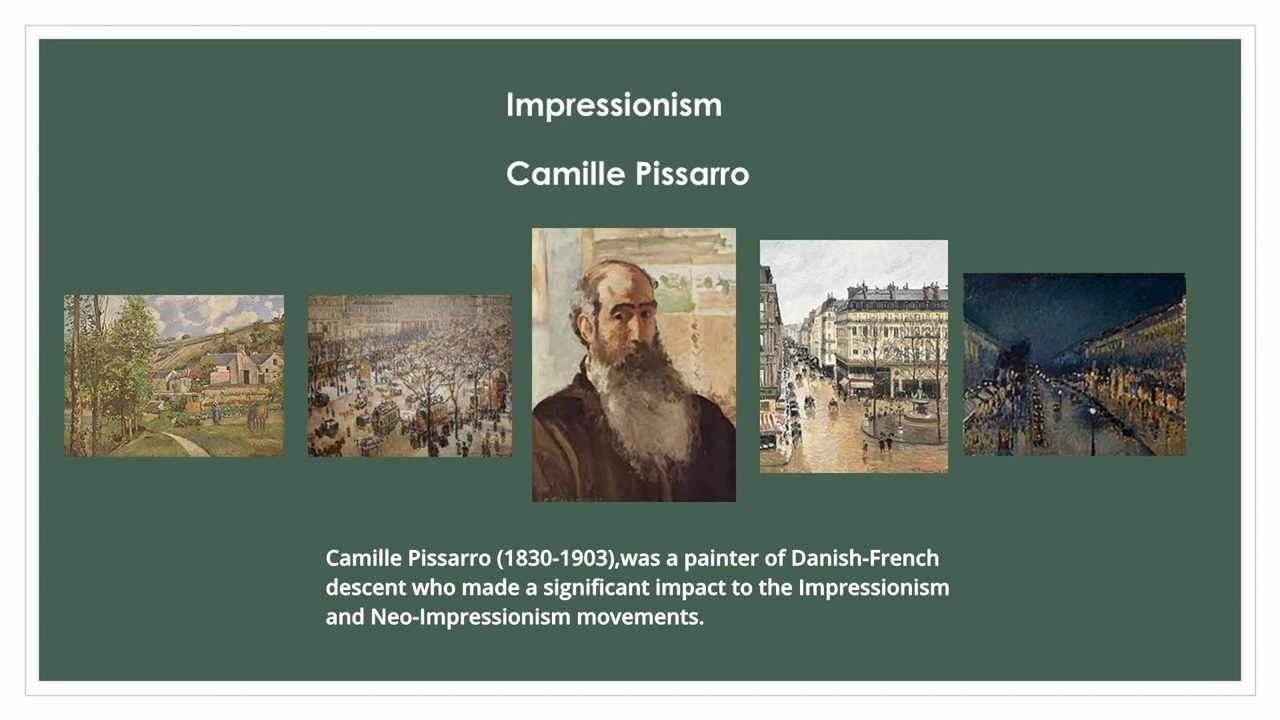 Impressionism
Camille Pissarro
Camille Pissarro (1830-1903),was a painter of Danish-French
descent who made a significant impact to the Impressionism
and Neo-Impressionism movements.